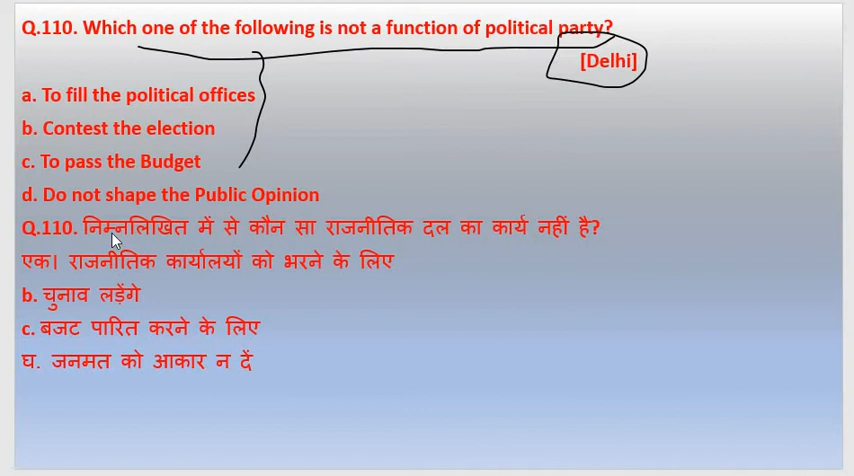 Q.110. Which one of the following is not a function of political party?
[Delhi]
a. To fill the political offices
b. Contest the election
c. To pass the Budget
d. Do not shape the Public Opinion
Q.110. निम्नलिखित में से कौन सा राजनीतिक दल का कार्य नहीं है?
एक। राजनीतिक कार्यालयों को भरने के लिए
b. चुनाव लड़ेंगे
c. बजट पारित करने के लिए
घ. जनमत को आकार न दें